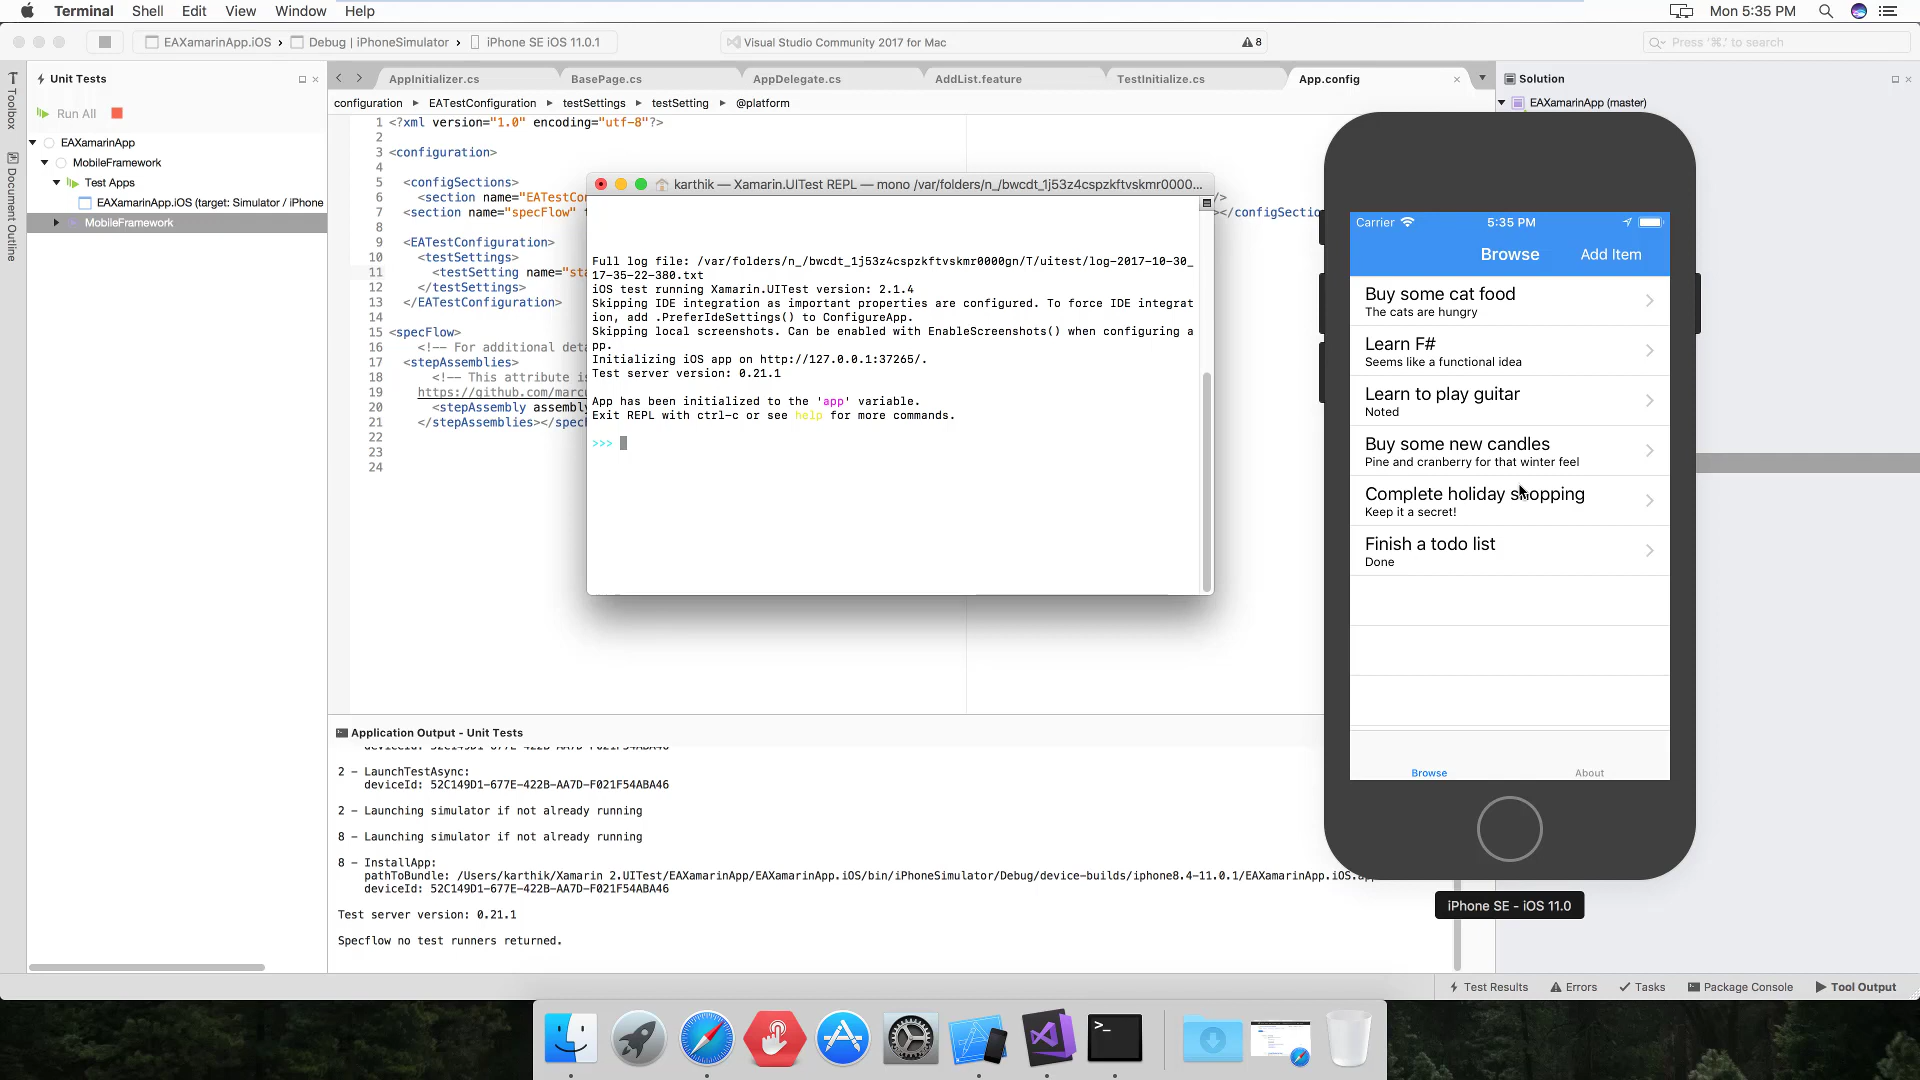 Terminal Shell Edit View Window Help Mon 5:35 PM
EAXamarinApp.iOS Debug | iPhoneSimulator iPhone SE iOS 11.0.1 Visual Studio Community 2017 for Mac 8 Press ‘⌘.’ to search
Toolbox
Document Outline
Unit Tests
Run All
EAXamarinApp
MobileFramework
Test Apps
EAXamarinApp.iOS (target: Simulator / iPhone
MobileFramework
AppInitializer.cs BasePage.cs AppDelegate.cs AddList.feature TestInitialize.cs App.config
configuration EATestConfiguration testSettings testSetting @platform
1 <?xml version="1.0" encoding="utf-8"?>
2
3 <configuration>
4
5 <configSections>
6 <section name="EATestCon />
7 <section name="specFlow" t ></configSectio
8
9 <EATestConfiguration>
10 <testSettings>
11 <testSetting name="sta
12 </testSettings>
13 </EATestConfiguration>
14
15 <specFlow>
16 <!-- For additional deta
17 <stepAssemblies>
18 <!-- This attribute is
19 https://github.com/marcu
20 <stepAssembly assembly
21 </stepAssemblies></specF
22
23
24
karthik — Xamarin.UITest REPL — mono /var/folders/n_/bwcdt_1j53z4cspzkftvskmr0000...
Full log file: /var/folders/n_/bwcdt_1j53z4cspzkftvskmr0000gn/T/uitest/log-2017-10-30_
17-35-22-380.txt
iOS test running Xamarin.UITest version: 2.1.4
Skipping IDE integration as important properties are configured. To force IDE integrat
ion, add .PreferIdeSettings() to ConfigureApp.
Skipping local screenshots. Can be enabled with EnableScreenshots() when configuring a
pp.
Initializing iOS app on http://127.0.0.1:37265/.
Test server version: 0.21.1
App has been initialized to the 'app' variable.
Exit REPL with ctrl-c or see help for more commands.
>>>
Solution
EAXamarinApp (master)
Carrier 5:35 PM
Browse Add Item
Buy some cat food
The cats are hungry
Learn F#
Seems like a functional idea
Learn to play guitar
Noted
Buy some new candles
Pine and cranberry for that winter feel
Complete holiday shopping
Keep it a secret!
Finish a todo list
Done
Browse About
iPhone SE - iOS 11.0
Application Output - Unit Tests
deviceId: 52C149D1-677E-422B-AA7D-F021F54ABA46
2 - LaunchTestAsync:
deviceId: 52C149D1-677E-422B-AA7D-F021F54ABA46
2 - Launching simulator if not already running
8 - Launching simulator if not already running
8 - InstallApp:
pathToBundle: /Users/karthik/Xamarin 2.UITest/EAXamarinApp/EAXamarinApp.iOS/bin/iPhoneSimulator/Debug/device-builds/iphone8.4-11.0.1/EAXamarinApp.iOS.app
deviceId: 52C149D1-677E-422B-AA7D-F021F54ABA46
Test server version: 0.21.1
Specflow no test runners returned.
Test Results Errors Tasks Package Console Tool Output
>_